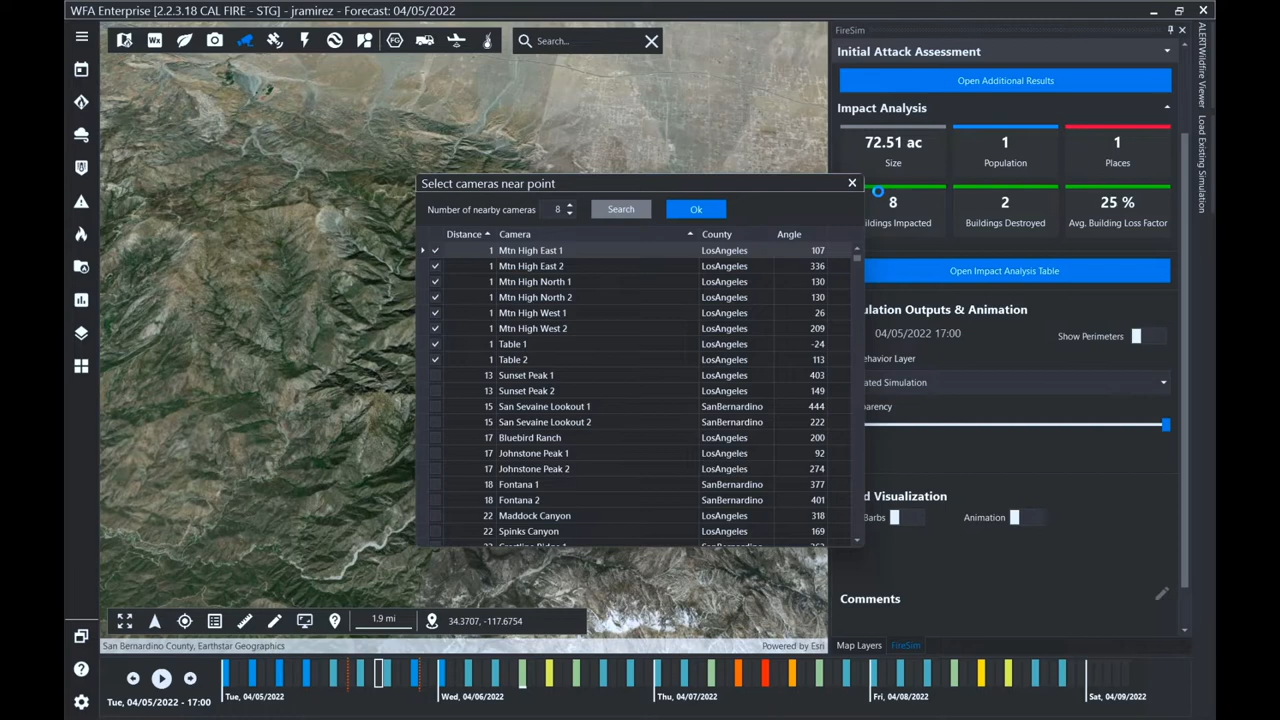 WFA Enterprise [2.2.3.18 CAL FIRE - STG] - jramirez - Forecast: 04/05/2022
Wx
Search...
FG
FireSim
Initial Attack Assessment
Open Additional Results
Impact Analysis
72.51 ac
Size
1
Population
1
Places
8
ldings Impacted
2
Buildings Destroyed
25 %
Avg. Building Loss Factor
Open Impact Analysis Table
ulation Outputs & Animation
04/05/2022 17:00
Show Perimeters
ehavior Layer
ated Simulation
parency
d Visualization
Barbs
Animation
Comments
Map Layers
FireSim
ALERTWildfire Viewer
Load Existing Simulation
Select cameras near point
Number of nearby cameras 8 Search Ok
Distance Camera County Angle
1 Mtn High East 1 LosAngeles 107
1 Mtn High East 2 LosAngeles 336
1 Mtn High North 1 LosAngeles 130
1 Mtn High North 2 LosAngeles 130
1 Mtn High West 1 LosAngeles 26
1 Mtn High West 2 LosAngeles 209
1 Table 1 LosAngeles -24
1 Table 2 LosAngeles 113
13 Sunset Peak 1 LosAngeles 403
13 Sunset Peak 2 LosAngeles 149
15 San Sevaine Lookout 1 SanBernardino 444
15 San Sevaine Lookout 2 SanBernardino 222
17 Bluebird Ranch LosAngeles 200
17 Johnstone Peak 1 LosAngeles 92
17 Johnstone Peak 2 LosAngeles 274
18 Fontana 1 SanBernardino 377
18 Fontana 2 SanBernardino 401
22 Maddock Canyon LosAngeles 318
22 Spinks Canyon LosAngeles 169
1.9 mi
34.3707, -117.6754
San Bernardino County, Earthstar Geographics
Powered by Esri
Tue, 04/05/2022 - 17:00
Tue, 04/05/2022
Wed, 04/06/2022
Thu, 04/07/2022
Fri, 04/08/2022
Sat, 04/09/2022